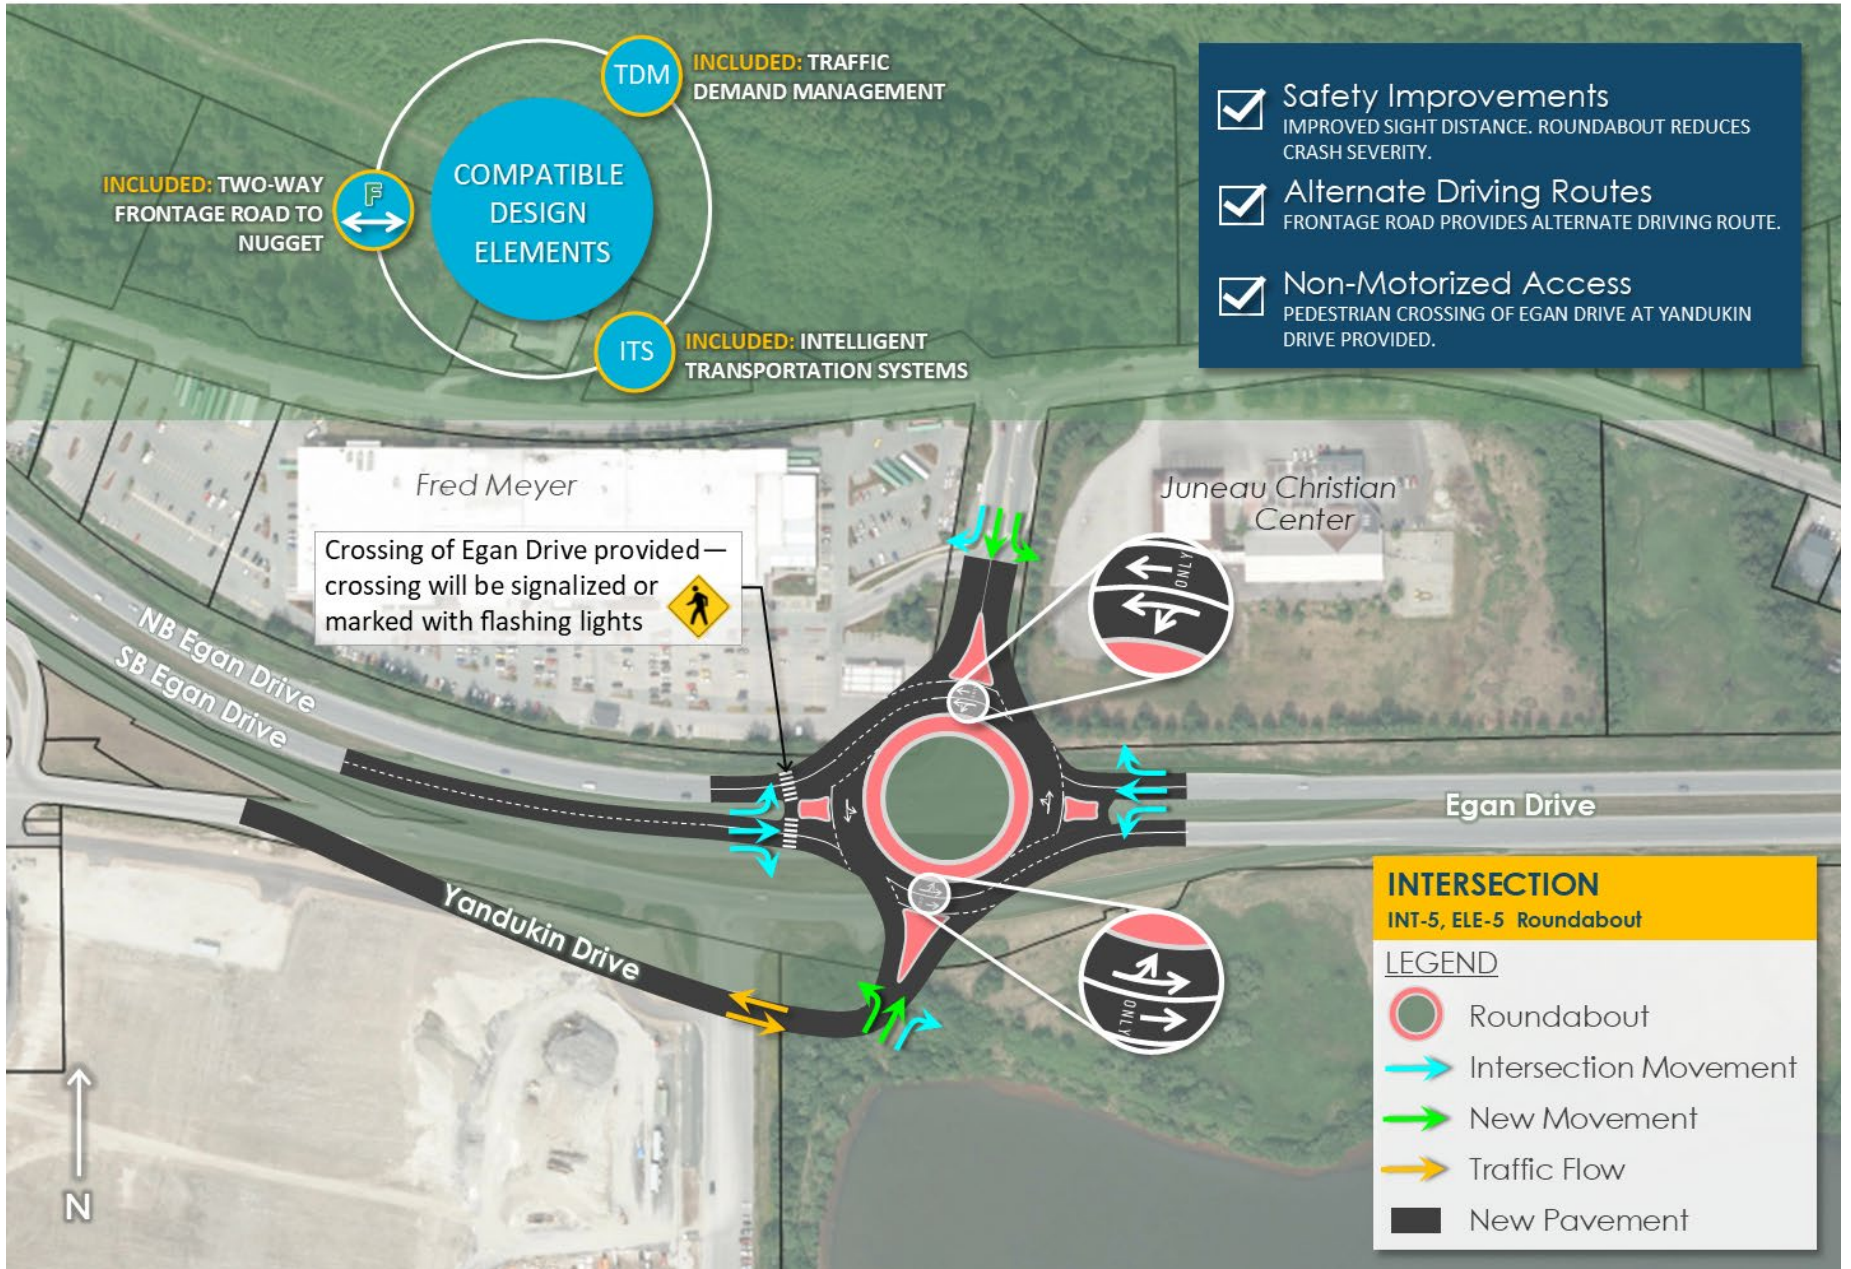 TDM
INCLUDED: TRAFFIC
DEMAND MANAGEMENT
COMPATIBLE
DESIGN
ELEMENTS
INCLUDED: TWO-WAY
FRONTAGE ROAD TO
NUGGET
F
ITS
INCLUDED: INTELLIGENT
TRANSPORTATION SYSTEMS
Safety Improvements
IMPROVED SIGHT DISTANCE. ROUNDABOUT REDUCES
CRASH SEVERITY.
Alternate Driving Routes
FRONTAGE ROAD PROVIDES ALTERNATE DRIVING ROUTE.
Non-Motorized Access
PEDESTRIAN CROSSING OF EGAN DRIVE AT YANDUKIN
DRIVE PROVIDED.
Fred Meyer
Juneau Christian
Center
Crossing of Egan Drive provided—
crossing will be signalized or
marked with flashing lights
ONLY
NB Egan Drive
SB Egan Drive
Egan Drive
Yandukin Drive
ONLY
N
INTERSECTION
INT-5, ELE-5 Roundabout
LEGEND
Roundabout
Intersection Movement
New Movement
Traffic Flow
New Pavement